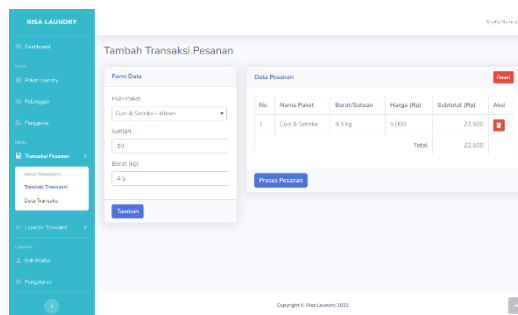 RISA LAUNDRY
Dashboard
DATA
Paket Laundry
Pelanggan
Pengguna
Transaksi Pesanan
Tambah Transaksi
Data Transaksi
Laporan Transaksi
Edit Profile
Pengaturan
Tambah Transaksi Pesanan
Form Data
Pilih Paket
Cuci & Setrika - kiloan
Jumlah
10
Berat (kg)
4.5
Tambah
Data Pesanan
Reset
No Nama Paket Berat/Satuan Harga (Rp) Subtotal (Rp) Aksi
1 Cuci & Setrika 4.5 kg 5,000 22,500
Total 22,500
Proses Pesanan
Copyright © Risa Laundry 2022